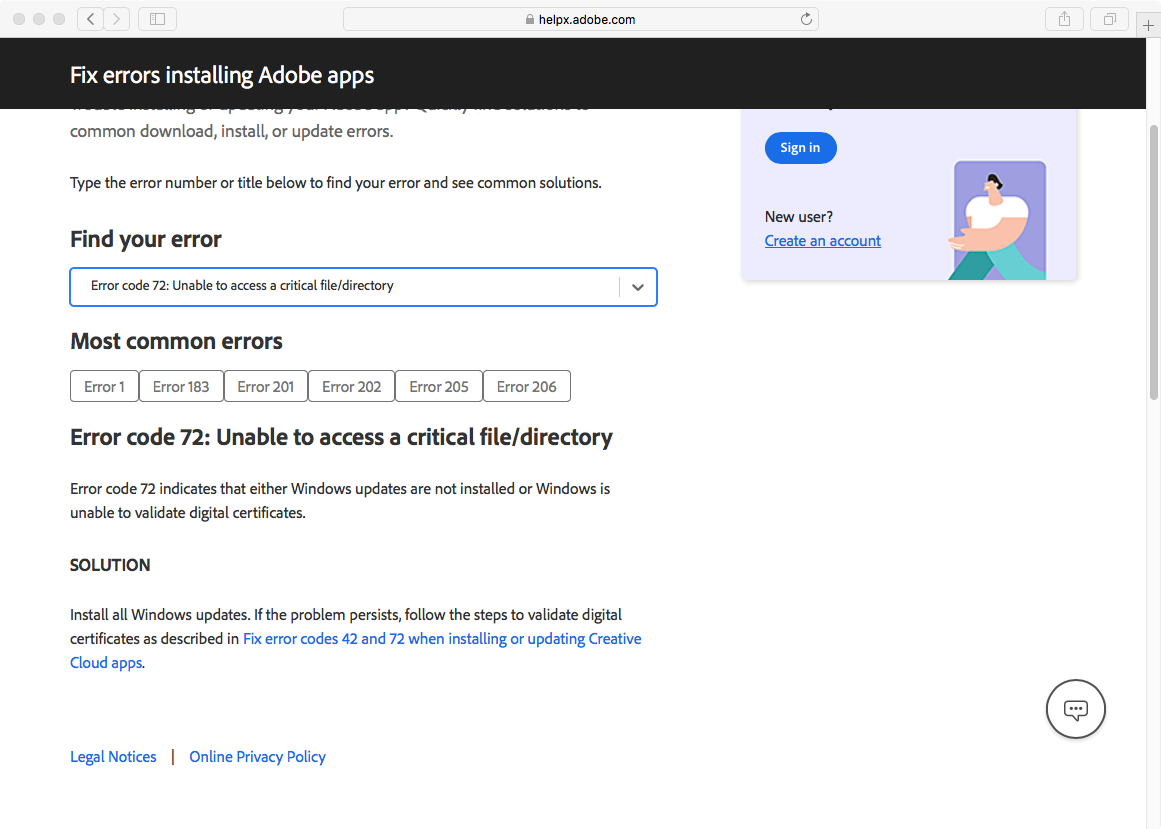 helpx.adobe.com
Fix errors installing Adobe apps
common download, install, or update errors.
Type the error number or title below to find your error and see common solutions.
Find your error
Error code 72: Unable to access a critical file/directory
Most common errors
Error 1
Error 183
Error 201
Error 202
Error 205
Error 206
Error code 72: Unable to access a critical file/directory
Error code 72 indicates that either Windows updates are not installed or Windows is
unable to validate digital certificates.
SOLUTION
Install all Windows updates. If the problem persists, follow the steps to validate digital
certificates as described in Fix error codes 42 and 72 when installing or updating Creative
Cloud apps.
Sign in
New user?
Create an account
Legal Notices | Online Privacy Policy